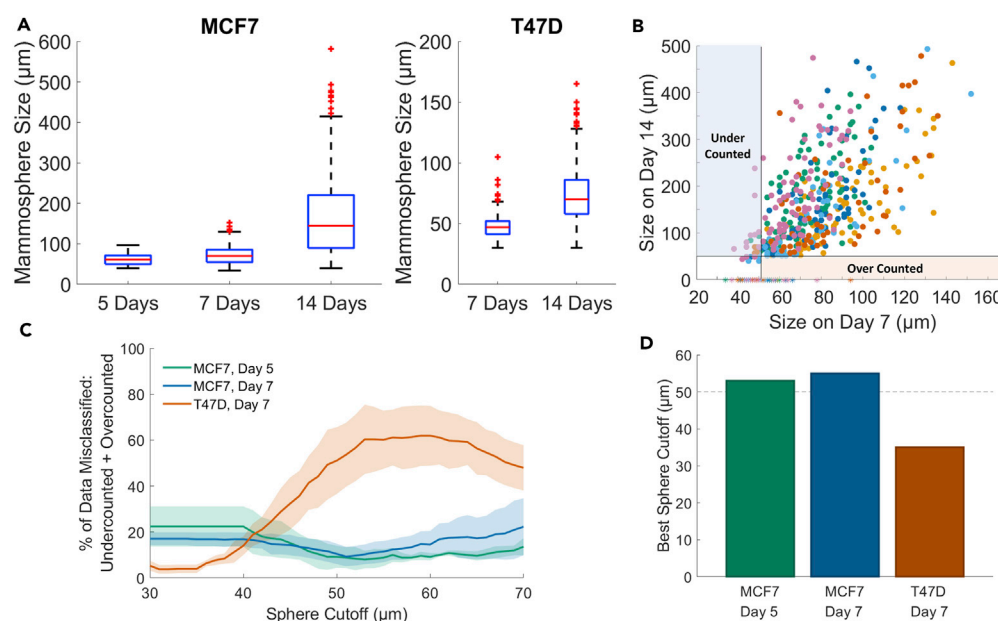 A
MCF7
T47D
Mammosphere Size (µm)
600
500
400
300
200
100
0
5 Days
7 Days
14 Days
Mammosphere Size (µm)
200
150
100
50
0
7 Days
14 Days
B
Size on Day 14 (µm)
500
400
300
200
100
50
0
Under
Counted
Over Counted
20
40
60
80
100
120
140
160
Size on Day 7 (µm)
C
% of Data Misclassified:
Undercounted + Overcounted
100
80
60
40
20
0
MCF7, Day 5
MCF7, Day 7
T47D, Day 7
30
40
50
60
70
Sphere Cutoff (µm)
D
Best Sphere Cutoff (µm)
60
50
40
30
20
10
0
MCF7
Day 5
MCF7
Day 7
T47D
Day 7